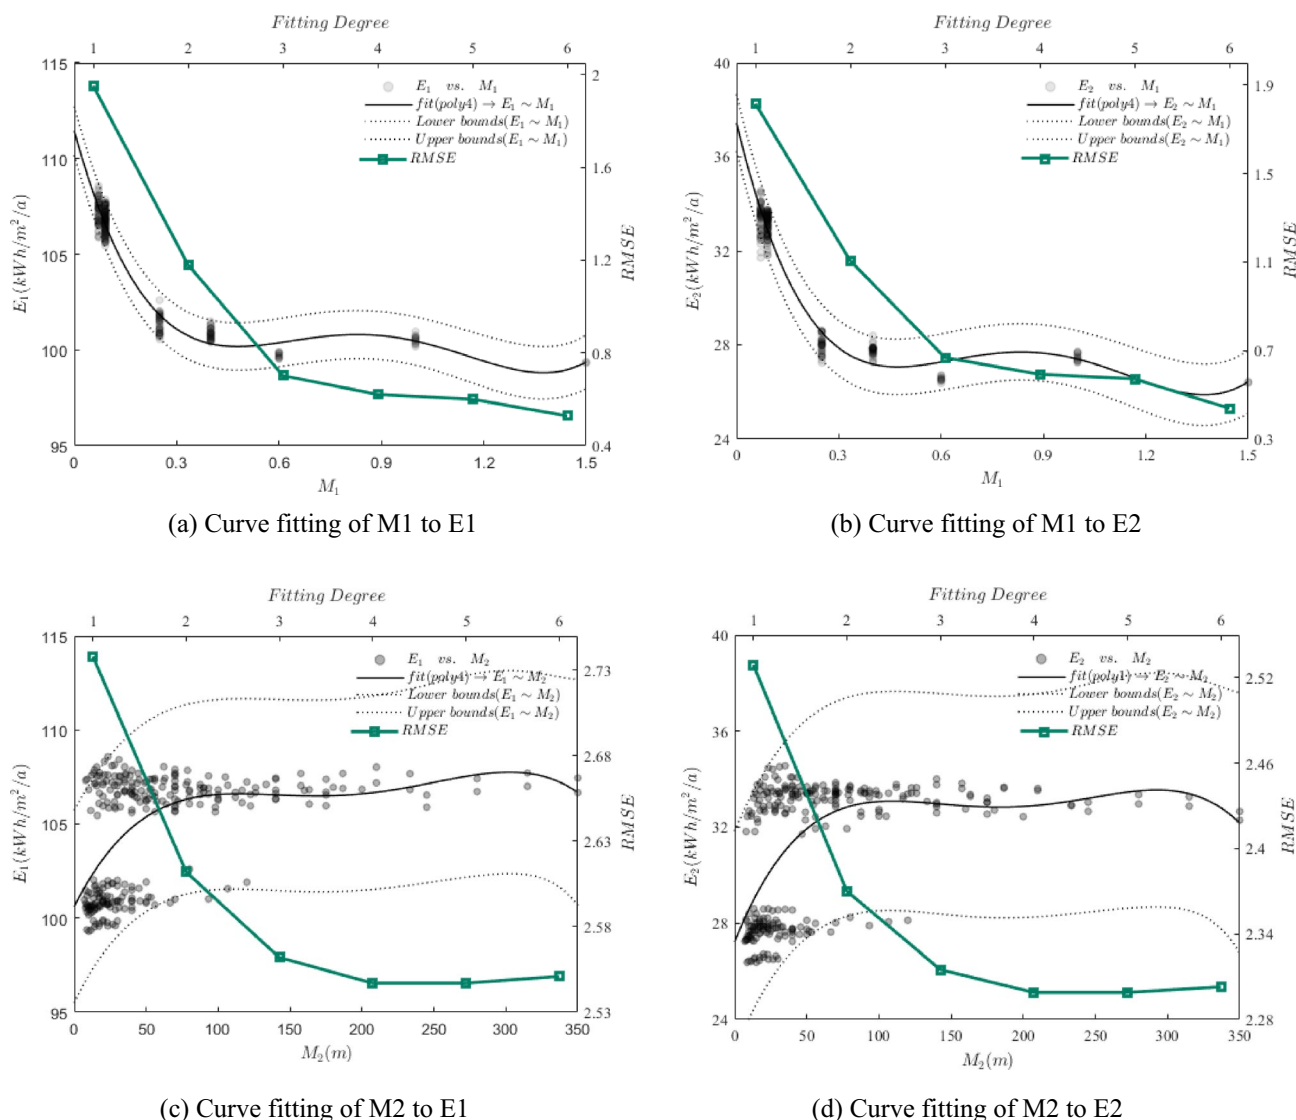 Fitting Degree
1 2 3 4 5 6
115
110
105
100
95
E1(kWh/m²/a)
2
1.6
1.2
0.8
0.4
RMSE
E1 vs. M1
fit(poly4) → E1 ∼ M1
Lower bounds(E1 ∼ M1)
Upper bounds(E1 ∼ M1)
RMSE
0 0.3 0.6 0.9 1.2 1.5
M1
(a) Curve fitting of M1 to E1
Fitting Degree
1 2 3 4 5 6
40
36
32
28
24
E2(kWh/m²/a)
1.9
1.5
1.1
0.7
0.3
RMSE
E2 vs. M1
fit(poly4) → E2 ∼ M1
Lower bounds(E2 ∼ M1)
Upper bounds(E2 ∼ M1)
RMSE
0 0.3 0.6 0.9 1.2 1.5
M1
(b) Curve fitting of M1 to E2
Fitting Degree
1 2 3 4 5 6
115
110
105
100
95
E1(kWh/m²/a)
2.73
2.68
2.63
2.58
2.53
RMSE
E1 vs. M2
fit(poly4) → E1 ∼ M2
Lower bounds(E1 ∼ M2)
Upper bounds(E1 ∼ M2)
RMSE
0 50 100 150 200 250 300 350
M2(m)
(c) Curve fitting of M2 to E1
Fitting Degree
1 2 3 4 5 6
40
36
32
28
24
E2(kWh/m²/a)
2.52
2.46
2.4
2.34
2.28
RMSE
E2 vs. M2
fit(poly1) → E2 ∼ M2
Lower bounds(E2 ∼ M2)
Upper bounds(E2 ∼ M2)
RMSE
0 50 100 150 200 250 300 350
M2(m)
(d) Curve fitting of M2 to E2